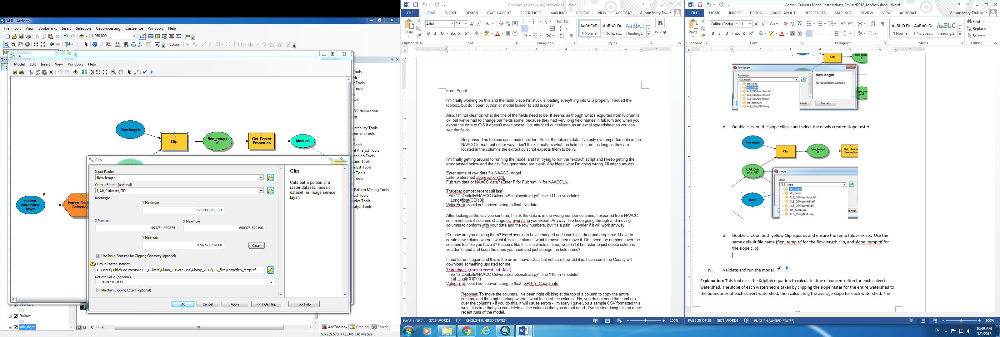 ALB - ArcMap
File Edit View Bookmarks Insert Selection Geoprocessing Customize Windows Help
1:250,000
Editor
Tc
Model Edit Insert View Windows Help
flow length
Clip
flen_temp.t
if
Get Raster
Properties
MaxLen
P
culvert
watershed
layer
Iterate Fea
Selectio
Clip
Input Raster
flow length
Output Extent (optional)
I_All_Culverts_FID
Rectangle
Y Maximum
4721489.260341
X Minimum
X Maximum
563754.399374
600976.529196
Y Minimum
4696763.737880
Clear
Use Input Features for Clipping Geometry (optional)
Output Raster Dataset
C:\Users\Public\Documents\2015_Culvert\Allison_CulvertRuns\Albany_2017\GIS_files\Temp\flen_temp.tif
NoData Value (optional)
-3.402823e+038
Maintain Clipping Extent (optional)
OK Cancel Apply << Hide Help Tool Help
Clip
Cuts out a portion of a
raster dataset, mosaic
dataset, or image service
layer.
9albws
alb_slope
ArcToolbox Catalog Search
607939.578 4731345.516 Meters
Changes_to_make_to_instructions - Word
FILE HOME INSERT DESIGN PAGE LAYOUT REFERENCES MAILINGS REVIEW VIEW ACROBAT Allison Mary Tr...
Arial 9.5
Paste
AaBbCcDc AaBbCcDc AaBbCc
¶ Normal ¶ No Spac... Heading 1
Editing
Clipboard Font Paragraph Styles
From Angel
I'm finally working on this and the main place I'm stuck is loading everything into GIS properly. I added the
toolbox, but do I open python or model builder to add scripts?
Also, I'm not clear on what the title of the fields need to be. It seems as though what's exported from fulcrum is
ok, but we've had to change our fields some, because they had very long field names in fulcrum and when you
export the data to GIS it doesn't make sense. I've attached our culverts as an excel spreadsheet so you can
see the fields.
Response: The toolbox uses model builder. As for the fulcrum data, I've only ever imported data in the
NAACC format, but either way I don't think it matters what the field titles are, as long as they are
located in the columns the extract.py script expects them to be in.
I'm finally getting around to running the model and I'm trying to run the “extract” script and I keep getting the
error pasted below and the csv files generated are blank. Any ideas what I'm doing wrong. I'll attach my csv.
Enter name of raw data file:NAACC_Angel
Enter watershed abbreviation:CIE
Fulcrum data or NAACC data? (Enter F for Fulcrum, N for NAACC):N
Traceback (most recent call last):
File "G:\Outfalls\NAACC Culverts\Scripts\extract.py", line 111, in <module>
Long=float(CD[19])
ValueError: could not convert string to float: No data
After looking at the csv you sent me, I think the data is in the wrong number columns. I exported from NAACC
so I'm not sure if columns change etc everytime you export. Anyway, I've been going through and moving
columns to conform with your data and the row numbers, but it's a pain. I wonder if it will work anyway.
Ok, how are you moving them? Excel seems to have changed and I can't just drag and drop now. I have to
create new column where I want it, select column I want to move then move it. Do I need the numbers over the
columns too like you have it? It seems like this is a waste of time, wouldn't it be faster to just delete columns
you don't need and keep the ones you need and just change the field name?
I tried to run it again and this is the error. I have IDLE, but not sure how old it is. I can see if the County will
download something updated for me.
Traceback (most recent call last):
File "G:\Outfalls\NAACC Culverts\Scripts\extract.py", line 110, in <module>
Lat=float(CD[20])
ValueError: could not convert string to float: GPS_Y_Coordinate
Reponse: To move the columns, I've been right clicking at the top of a column to copy the entire
column, and then right clicking where I want to insert the column. No, you do not need the numbers
over the columns - if you do this, it will cause errors - I'm sorry I gave you a sample CSV formatted this
way. It is true that you can delete all the columns that you do not need. I've started doing this on more
recent runs of the model.
PAGE 1 OF 7 2729 WORDS ENGLISH (UNITED STATES) 100%
Cornell Culverts Model Instructions_Revised2018_forWorkshop - Word
FILE HOME INSERT DESIGN PAGE LAYOUT REFERENCES MAILINGS REVIEW VIEW ACROBAT Allison Mary Truhlar
Calibri (Body) 11
Paste
AaBbCcDc AaBbCcDc AaBbC
¶ Normal ¶ No Spac... Heading 1
Find
Replace
Select
Clipboard Font Paragraph Styles Editing
Clip
flow length
flow length
ALB_flolen
alb_slope
alb_flolen
ALB_DEMburnfacc.tif
ALB_DEMburnfdir.tif
ALB_DEMburnfill.tif
alb_demburn
ALB_10m_DEM.img
flow length
No description available
Tool Help
c. Double click on the slope ellipse and select the newly created slope raster
flow length
Clip
flen_temp.t
if
Get Raster
Properties
I_All_Culv
erts_FID
slope
slope
slope
ALB_slope
alb_slope
alb_flolen
ALB_DEMburnfacc.tif
ALB_DEMburnfdir.tif
ALB_DEMburnfill.tif
alb_demburn
ALB_10m_DEM.img
d. Double click on both yellow Clip squares and ensure the temp folder exists. Use the
same default file name (flen_temp.tif for the flow length clip, and slope_temp.tif for
the slope clip).
IV. Validate and run the model
Explanation: This tool uses the Kripitch equation to calculate time of concentration for each culvert
watershed. The slope of each watershed is taken by clipping the slope raster for the entire watershed to
the boundaries of each culvert watershed, then calculating the average slope for each watershed. The
PAGE 25 OF 29 5878 WORDS ENGLISH (UNITED STATES) 100%
EN
10:49 AM
3/9/2018